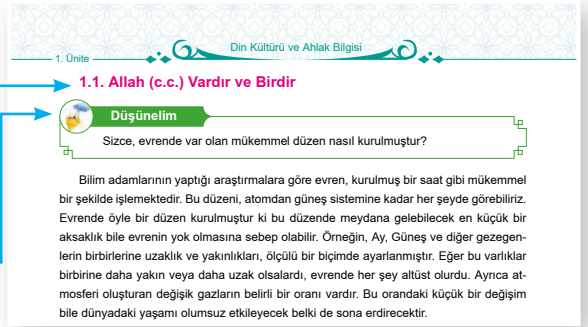 Din Kültürü ve Ahlak Bilgisi
1. Ünite
1.1. Allah (c.c.) Vardır ve Birdir
Düşünelim
Sizce, evrende var olan mükemmel düzen nasıl kurulmuştur?
Bilim adamlarının yaptığı araştırmalara göre evren, kurulmuş bir saat gibi mükemmel
bir şekilde işlemektedir. Bu düzeni, atomdan güneş sistemine kadar her şeyde görebiliriz.
Evrende öyle bir düzen kurulmuştur ki bu düzende meydana gelebilecek en küçük bir
aksaklık bile evrenin yok olmasına sebep olabilir. Örneğin, Ay, Güneş ve diğer gezegen-
lerin birbirlerine uzaklık ve yakınlıkları, ölçülü bir biçimde ayarlanmıştır. Eğer bu varlıklar
birbirine daha yakın veya daha uzak olsalardı, evrende her şey altüst olurdu. Ayrıca at-
mosferi oluşturan değişik gazların belirli bir oranı vardır. Bu orandaki küçük bir değişim
bile dünyadaki yaşamı olumsuz etkileyecek belki de sona erdirecektir.